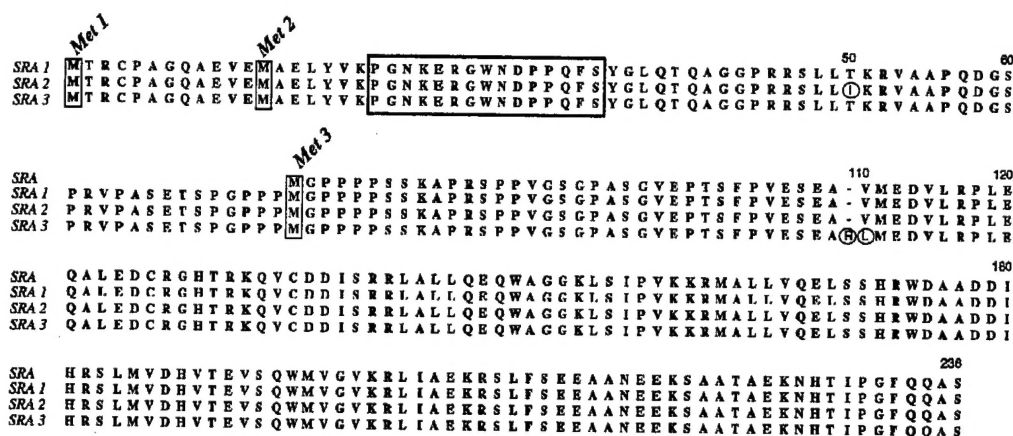 Met 1 Met 2
50 60
SRA 1 M T R C P A G Q A E V E M A E L Y V K P G N K E R G W N D P P Q F S Y G L Q T Q A G G P R R S L L T K R V A A P Q D G S
SRA 2 M T R C P A G Q A E V E M A E L Y V K P G N K E R G W N D P P Q F S Y G L Q T Q A G G P R R S L L I K R V A A P Q D G S
SRA 3 M T R C P A G Q A E V E M A E L Y V K P G N K E R G W N D P P Q F S Y G L Q T Q A G G P R R S L L T K R V A A P Q D G S
Met 3
110 120
SRA M G P P P P S S K A P R S P P V G S G P A S G V E P T S F P V E S E A - V M E D V L R P L E
SRA 1 P R V P A S E T S P G P P P M G P P P P S S K A P R S P P V G S G P A S G V E P T S F P V E S E A - V M E D V L R P L E
SRA 2 P R V P A S E T S P G P P P M G P P P P S S K A P R S P P V G S G P A S G V E P T S F P V E S E A - V M E D V L R P L E
SRA 3 P R V P A S E T S P G P P P M G P P P P S S K A P R S P P V G S G P A S G V E P T S F P V E S E A R L M E D V L R P L E
180
SRA Q A L E D C R G H T R K Q V C D D I S R R L A L L Q E Q W A G G K L S I P V K K R M A L L V Q E L S S H R W D A A D D I
SRA 1 Q A L E D C R G H T R K Q V C D D I S R R L A L L Q E Q W A G G K L S I P V K K R M A L L V Q E L S S H R W D A A D D I
SRA 2 Q A L E D C R G H T R K Q V C D D I S R R L A L L Q E Q W A G G K L S I P V K K R M A L L V Q E L S S H R W D A A D D I
SRA 3 Q A L E D C R G H T R K Q V C D D I S R R L A L L Q E Q W A G G K L S I P V K K R M A L L V Q E L S S H R W D A A D D I
236
SRA H R S L M V D H V T E V S Q W M V G V K R L I A E K R S L F S E E A A N E E K S A A T A E K N H T I P G F Q Q A S
SRA 1 H R S L M V D H V T E V S Q W M V G V K R L I A E K R S L F S E E A A N E E K S A A T A E K N H T I P G F Q Q A S
SRA 2 H R S L M V D H V T E V S Q W M V G V K R L I A E K R S L F S E E A A N E E K S A A T A E K N H T I P G F Q Q A S
SRA 3 H R S L M V D H V T E V S Q W M V G V K R L I A E K R S L F S E E A A N E E K S A A T A E K N H T I P G F Q Q A S